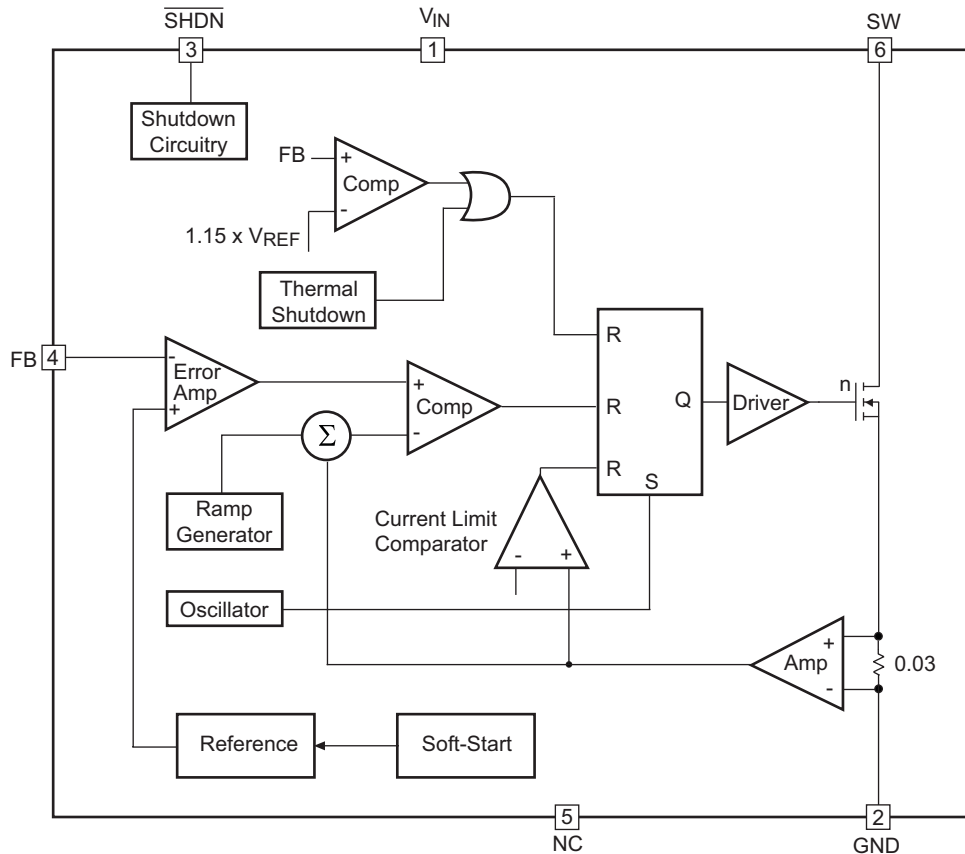 SHDN
VIN
SW
3
1
6
Shutdown
Circuitry
FB
+
Comp
-
1.15 x VREF
Thermal
Shutdown
FB 4
-
Error
Amp
+
+
Comp
-
Σ
Ramp
Generator
R
R
R
Q
S
Driver
n
Current Limit
Comparator
-
+
Oscillator
Amp
+
-
0.03
Reference
Soft-Start
5
NC
2
GND